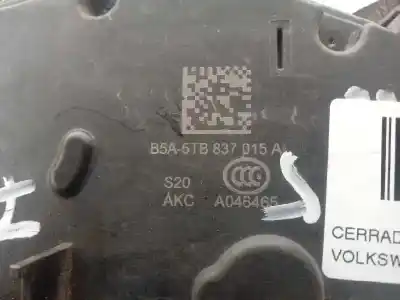 B5A-5TB 837 015 A
S20
AKC A046465
CERRAD
VOLKSW